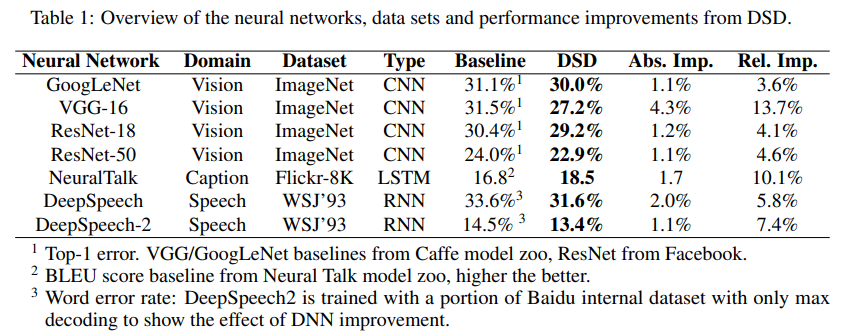 Table 1: Overview of the neural networks, data sets and performance improvements from DSD.
Neural Network Domain Dataset Type Baseline DSD Abs. Imp. Rel. Imp.
GoogLeNet Vision ImageNet CNN 31.1%¹ 30.0% 1.1% 3.6%
VGG-16 Vision ImageNet CNN 31.5%¹ 27.2% 4.3% 13.7%
ResNet-18 Vision ImageNet CNN 30.4%¹ 29.2% 1.2% 4.1%
ResNet-50 Vision ImageNet CNN 24.0%¹ 22.9% 1.1% 4.6%
NeuralTalk Caption Flickr-8K LSTM 16.8² 18.5 1.7 10.1%
DeepSpeech Speech WSJ'93 RNN 33.6%³ 31.6% 2.0% 5.8%
DeepSpeech-2 Speech WSJ'93 RNN 14.5% ³ 13.4% 1.1% 7.4%
¹ Top-1 error. VGG/GoogLeNet baselines from Caffe model zoo, ResNet from Facebook.
² BLEU score baseline from Neural Talk model zoo, higher the better.
³ Word error rate: DeepSpeech2 is trained with a portion of Baidu internal dataset with only max
decoding to show the effect of DNN improvement.